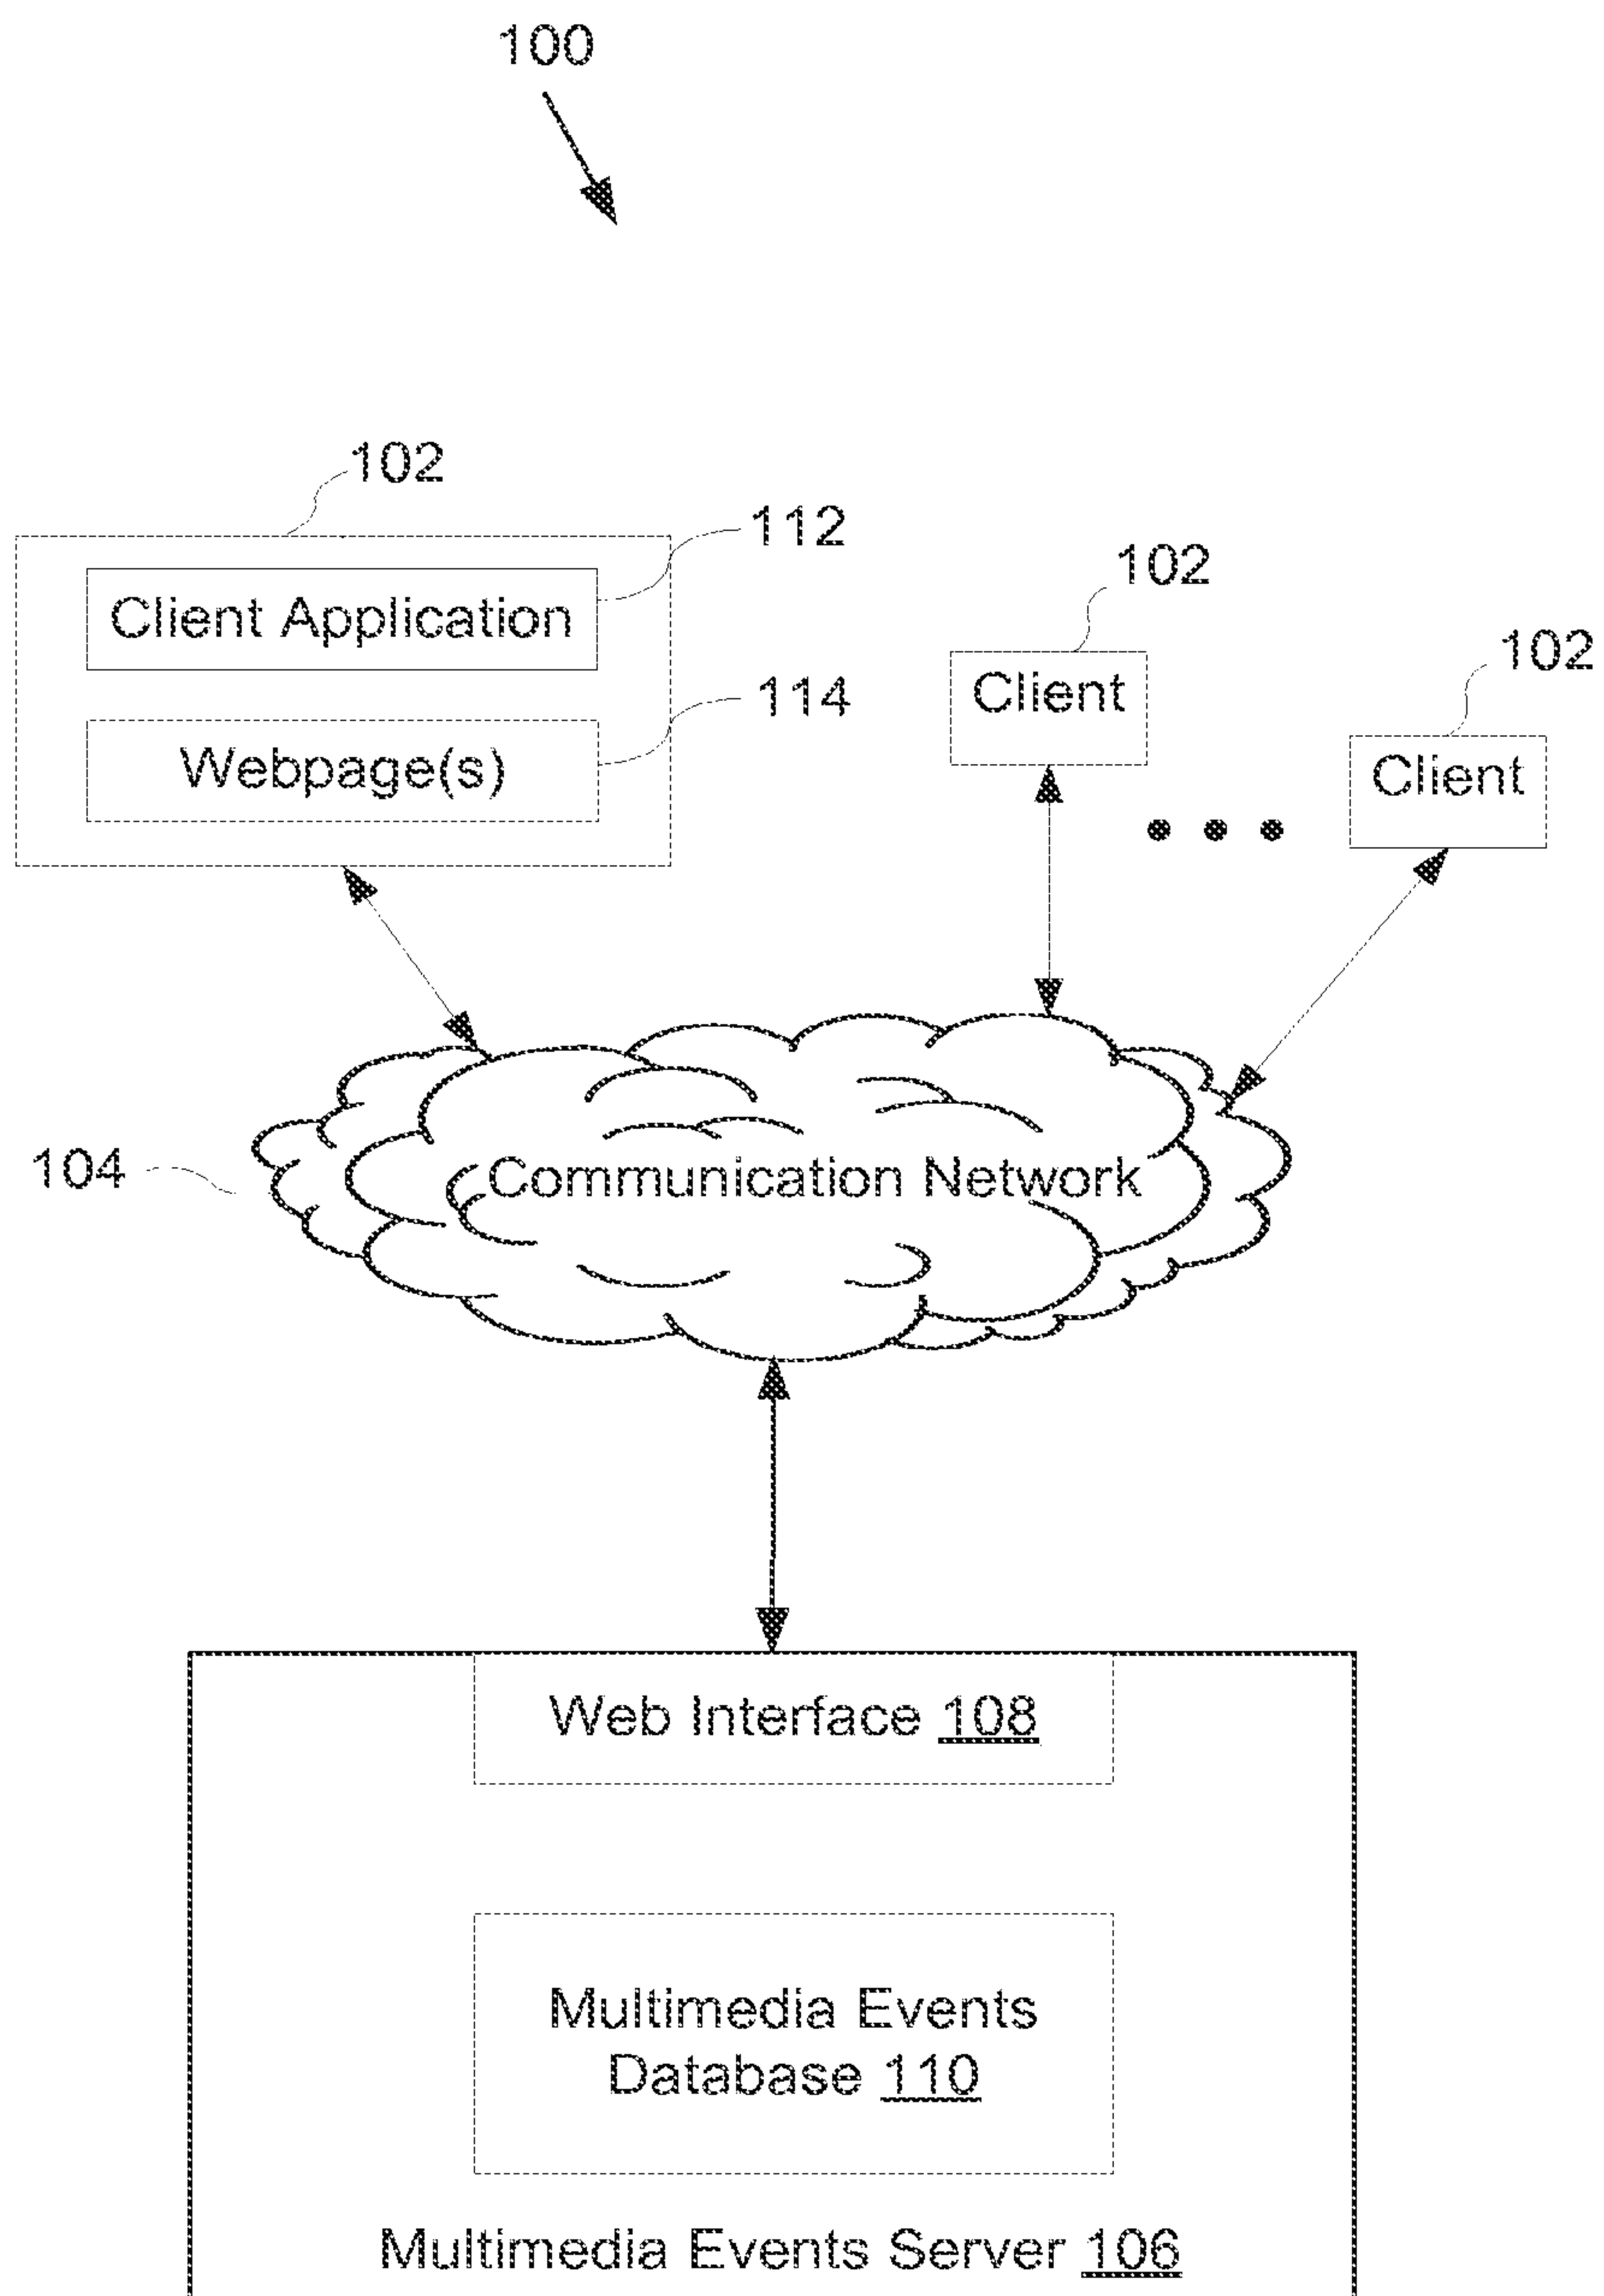 100
102
112
Client Application
102
102
114
Client
Webpage(s)
Client
104
Communication Network
Web Interface 108
Multimedia Events
Database 110
Multimedia Events Server 106